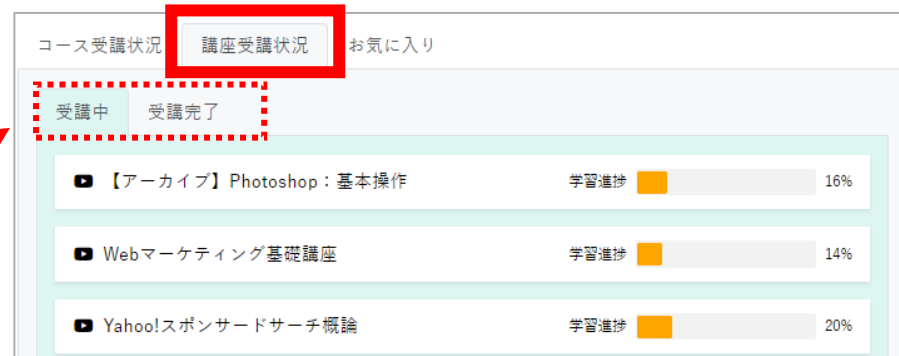 コース受講状況 講座受講状況 お気に入り
受講中 受講完了
【アーカイブ】Photoshop：基本操作 学習進捗 16%
Webマーケティング基礎講座 学習進捗 14%
Yahoo!スポンサードサーチ概論 学習進捗 20%